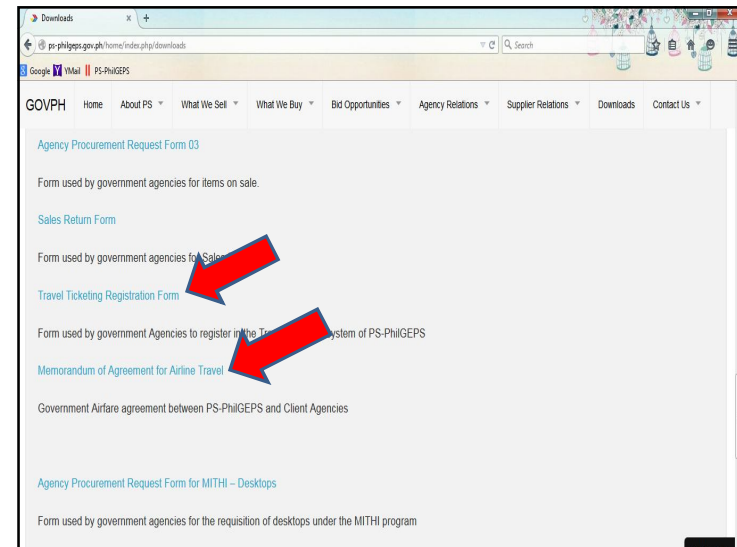 Downloads
ps-philgeps.gov.ph/home/index.php/downloads
Search
Google YMail PS-PhilGEPS
GOVPH Home About PS What We Sell What We Buy Bid Opportunities Agency Relations Supplier Relations Downloads Contact Us
Agency Procurement Request Form 03
Form used by government agencies for items on sale.
Sales Return Form
Form used by government agencies for Sales
Travel Ticketing Registration Form
Form used by government Agencies to register in the system of PS-PhilGEPS
Memorandum of Agreement for Airline Travel
Government Airfare agreement between PS-PhilGEPS and Client Agencies
Agency Procurement Request Form for MITHI – Desktops
Form used by government agencies for the requisition of desktops under the MITHI program